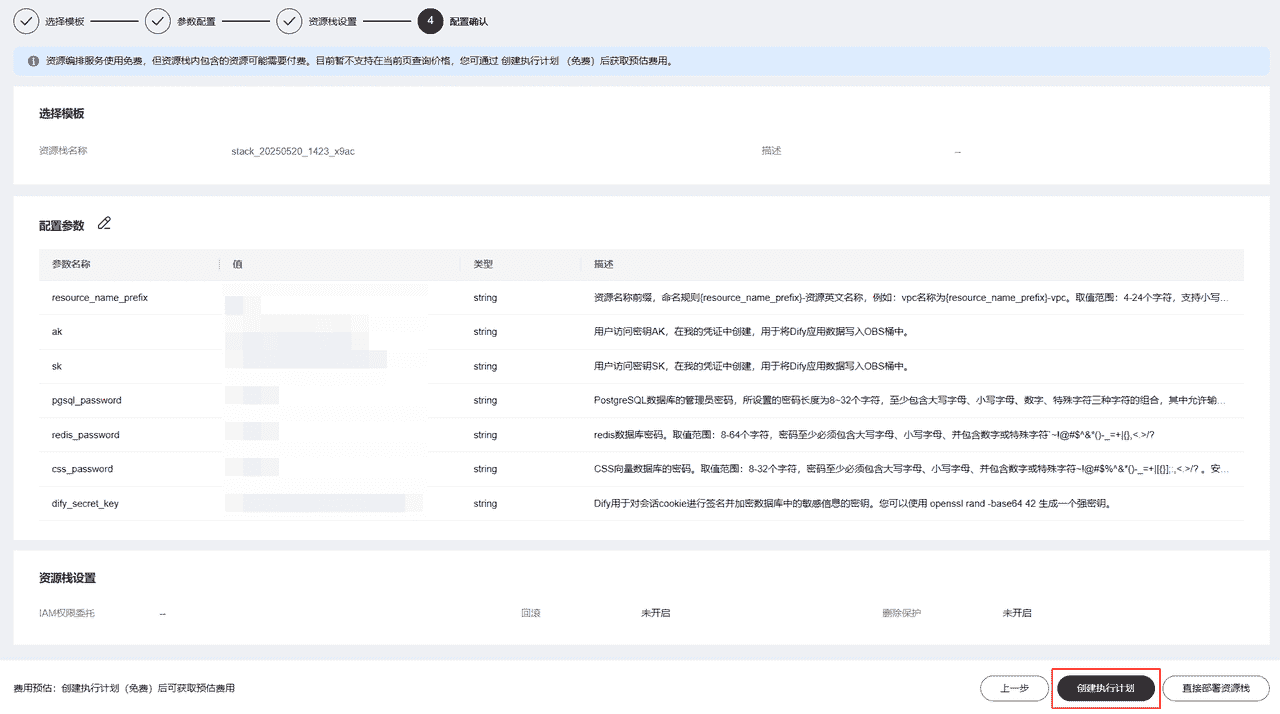 选择模板 参数配置 资源栈设置 4 配置确认
资源编排服务使用免费，但资源栈内包含的资源可能需要付费。目前暂不支持在当前页查询价格，您可通过 创建执行计划 （免费）后获取预估费用。
选择模板
资源栈名称 stack_20250520_1423_x9ac 描述 --
配置参数
参数名称 值 类型 描述
resource_name_prefix string 资源名称前缀，命名规则{resource_name_prefix}-资源英文名称，例如：vpc名称为{resource_name_prefix}-vpc。取值范围：4-24个字符，支持小写...
ak string 用户访问密钥AK，在我的凭证中创建，用于将Dify应用数据写入OBS桶中。
sk string 用户访问密钥SK，在我的凭证中创建，用于将Dify应用数据写入OBS桶中。
pgsql_password string PostgreSQL数据库的管理员密码，所设置的密码长度为8~32个字符，至少包含大写字母、小写字母、数字、特殊字符三种字符的组合，其中允许输...
redis_password string redis数据库密码。取值范围：8-64个字符，密码至少必须包含大写字母、小写字母、并包含数字或特殊字符`~!@#$^&*()-_=+|{},<.>/?
css_password string CSS向量数据库的密码。取值范围：8-32个字符，密码至少必须包含大写字母、小写字母、并包含数字或特殊字符~!@#$%^&*()-_=+|[{}];:,<.>/? 。安...
dify_secret_key string Dify用于对会话cookie进行签名并加密数据库中的敏感信息的密钥。您可以使用 openssl rand -base64 42 生成一个强密钥。
资源栈设置
IAM权限委托 -- 回滚 未开启 删除保护 未开启
费用预估：创建执行计划（免费）后可获取预估费用 上一步 创建执行计划 直接部署资源栈